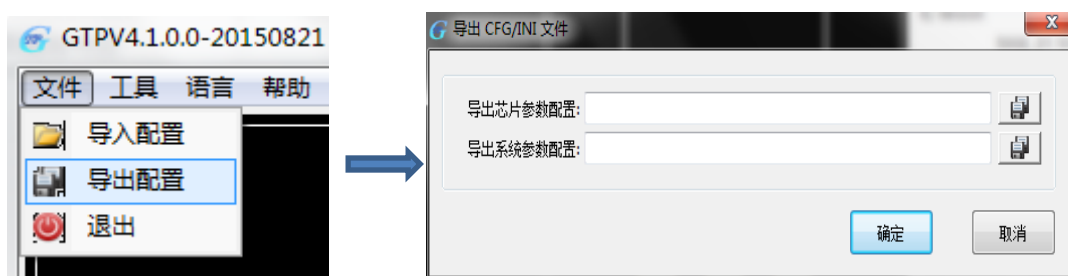 GTPV4.1.0.0-20150821
文件 工具 语言 帮助
导入配置
导出配置
退出
导出 CFG/INI 文件
导出芯片参数配置:
导出系统参数配置:
确定 取消